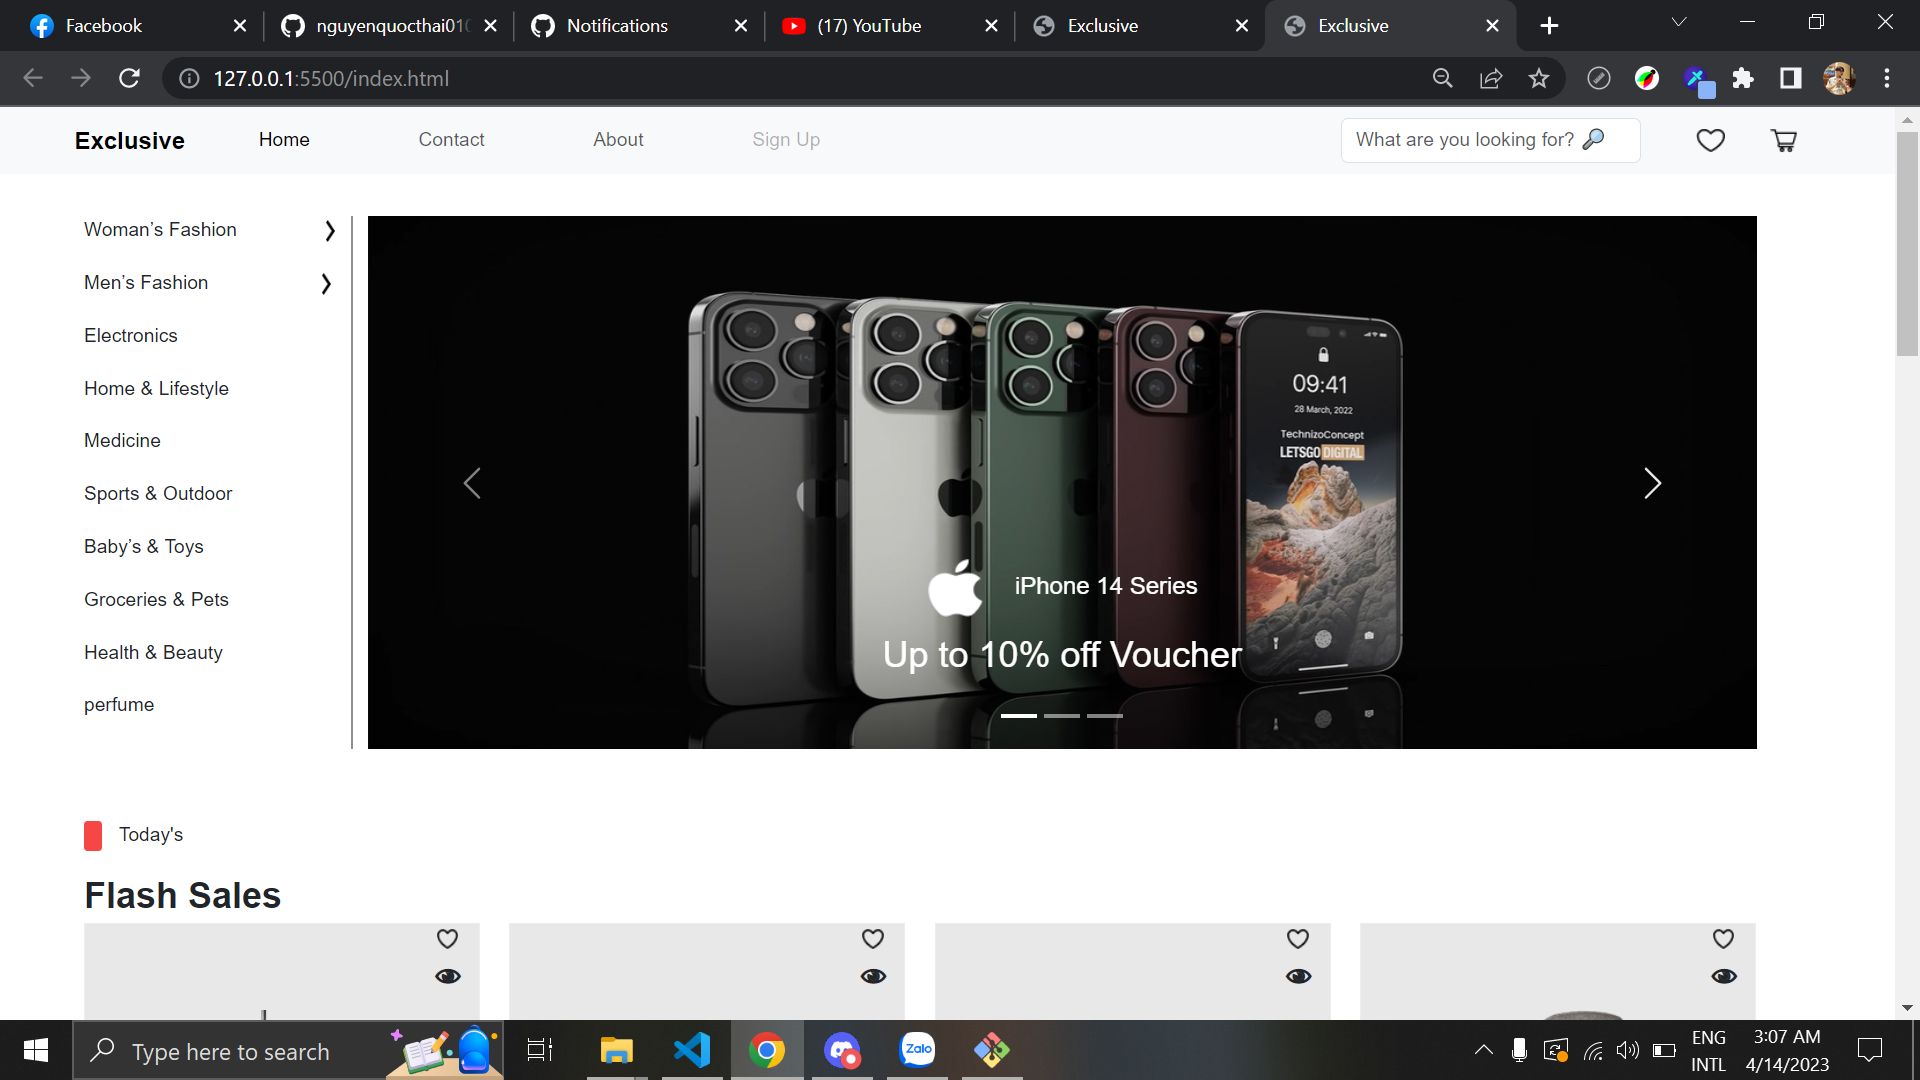 Facebook
nguyenquocthai010
Notifications
(17) YouTube
Exclusive
Exclusive
127.0.0.1:5500/index.html
Exclusive
Home
Contact
About
Sign Up
What are you looking for?
Woman’s Fashion
Men’s Fashion
Electronics
Home & Lifestyle
Medicine
Sports & Outdoor
Baby’s & Toys
Groceries & Pets
Health & Beauty
perfume
09:41
28 March, 2022
TechnizoConcept
LETSGO DIGITAL
iPhone 14 Series
Up to 10% off Voucher
Today's
Flash Sales
Type here to search
Zalo
ENG
INTL
3:07 AM
4/14/2023